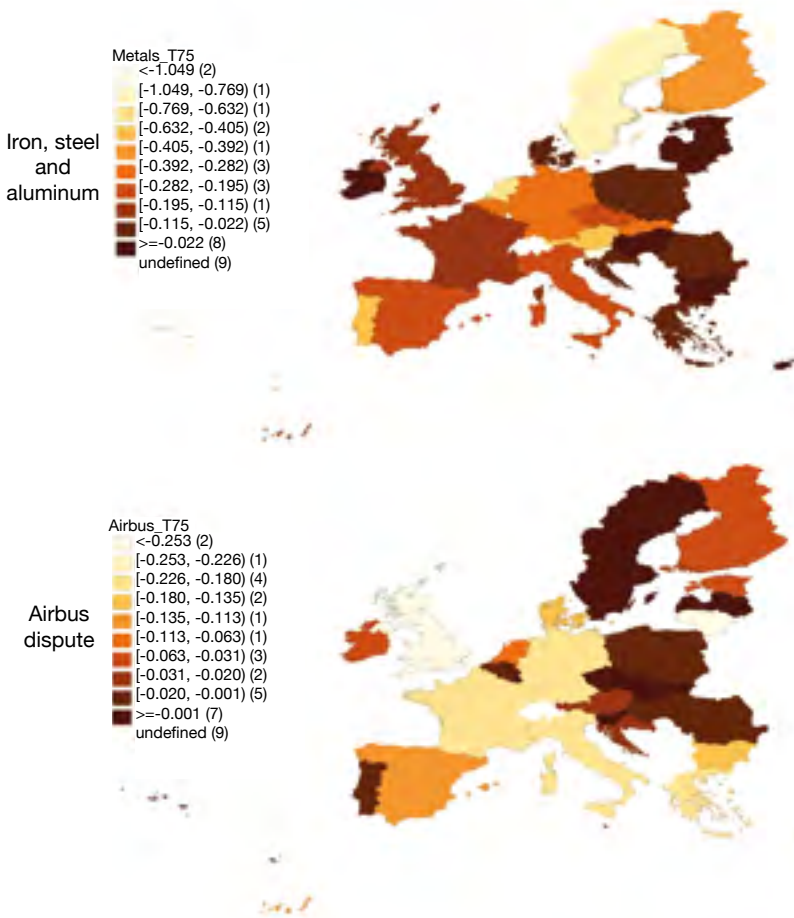 Metals_T75
<-1.049 (2)
[-1.049, -0.769) (1)
[-0.769, -0.632) (1)
[-0.632, -0.405) (2)
[-0.405, -0.392) (1)
[-0.392, -0.282) (3)
[-0.282, -0.195) (3)
[-0.195, -0.115) (1)
[-0.115, -0.022) (5)
>=-0.022 (8)
undefined (9)
Iron, steel
and
aluminum
Airbus_T75
<-0.253 (2)
[-0.253, -0.226) (1)
[-0.226, -0.180) (4)
[-0.180, -0.135) (2)
[-0.135, -0.113) (1)
[-0.113, -0.063) (1)
[-0.063, -0.031) (3)
[-0.031, -0.020) (2)
[-0.020, -0.001) (5)
>=-0.001 (7)
undefined (9)
Airbus
dispute